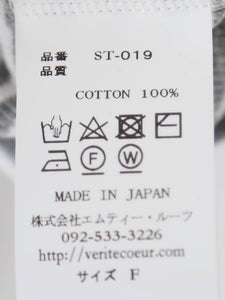 品番 ST-019
品質
COTTON 100%
F
W
MADE IN JAPAN
株式会社エムティー・ルーツ
092-533-3226
http://veritecoeur.com/
サイズ F